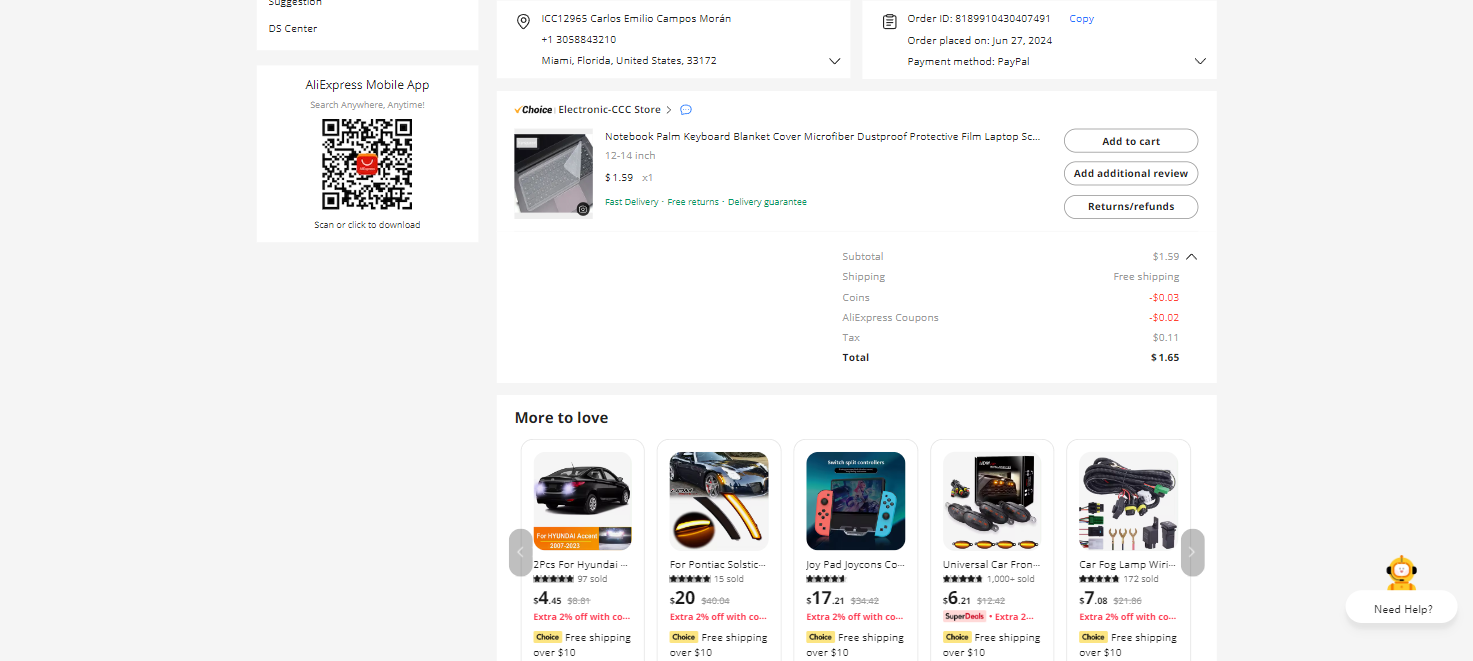 Suggestion
DS Center
AliExpress Mobile App
Search Anywhere, Anytime!
Scan or click to download
ICC12965 Carlos Emilio Campos Morán
+1 3058843210
Miami, Florida, United States, 33172
Order ID: 8189910430407491 Copy
Order placed on: Jun 27, 2024
Payment method: PayPal
Choice Electronic-CCC Store
Notebook Palm Keyboard Blanket Cover Microfiber Dustproof Protective Film Laptop Sc...
12-14 inch
$1.59 x1
Fast Delivery · Free returns · Delivery guarantee
Add to cart
Add additional review
Returns/refunds
Subtotal $1.59
Shipping Free shipping
Coins -$0.03
AliExpress Coupons -$0.02
Tax $0.11
Total $1.65
More to love
For HYUNDAI Accent
2007-2023
2Pcs For Hyundai ...
97 sold
$4.45 $8.81
Extra 2% off with co...
Choice Free shipping
over $10
For Pontiac Solstic...
15 sold
$20 $40.04
Extra 2% off with co...
Choice Free shipping
over $10
Switch split controllers
Joy Pad Joycons Co...
$17.21 $34.42
Extra 2% off with co...
Choice Free shipping
over $10
Universal Car Fron...
1,000+ sold
$6.21 $12.42
SuperDeals • Extra 2...
Choice Free shipping
over $10
Car Fog Lamp Wiri...
172 sold
$7.08 $21.86
Extra 2% off with co...
Choice Free shipping
over $10
Need Help?